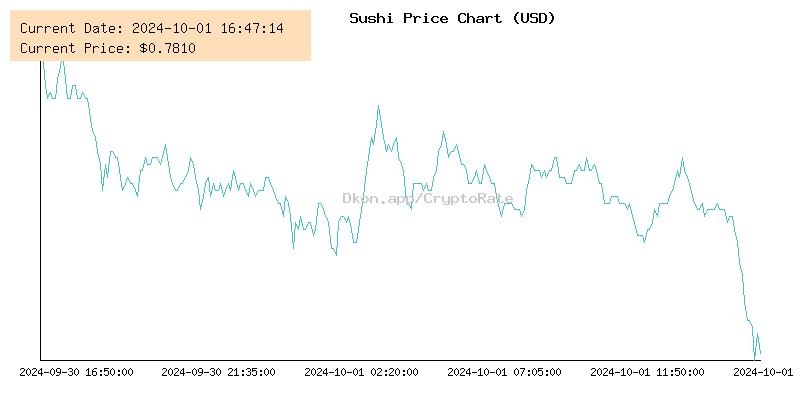 Sushi Price Chart (USD)
Current Date: 2024-10-01 16:47:14
Current Price: $0.7810
Dkon.app/CryptoRate
2024-09-30 16:50:00
2024-09-30 21:35:00
2024-10-01 02:20:00
2024-10-01 07:05:00
2024-10-01 11:50:00
2024-10-01